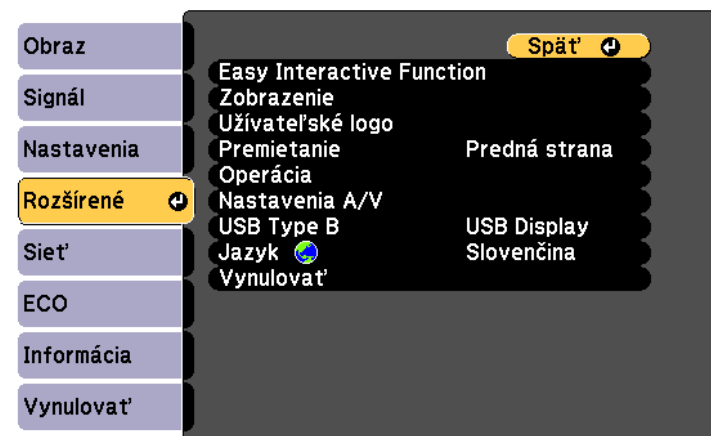 Obraz
Signál
Nastavenia
Rozšírené
Sieť
ECO
Informácia
Vynulovať
Späť
Easy Interactive Function
Zobrazenie
Užívateľské logo
Premietanie Predná strana
Operácia
Nastavenia A/V
USB Type B USB Display
Jazyk Slovenčina
Vynulovať